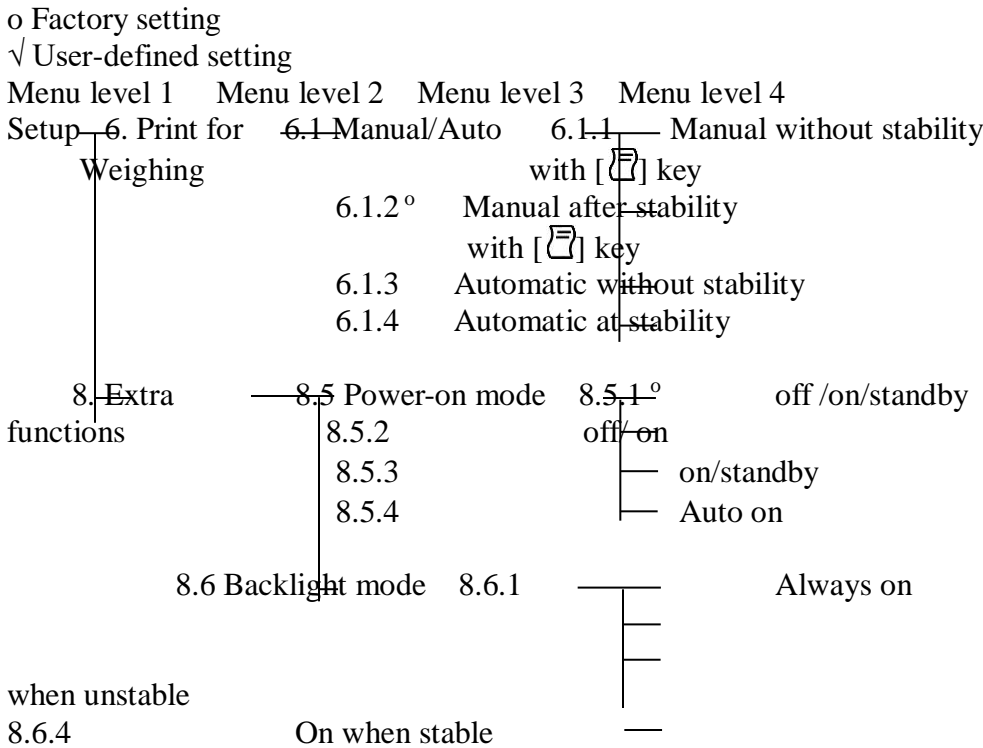 o Factory setting
√ User-defined setting
Menu level 1 Menu level 2 Menu level 3 Menu level 4
Setup 6. Print for 6.1 Manual/Auto 6.1.1 Manual without stability
Weighing with [] key
6.1.2 º Manual after stability
with [] key
6.1.3 Automatic without stability
6.1.4 Automatic at stability
8. Extra 8.5 Power-on mode 8.5.1 º off /on/standby
functions 8.5.2 off/ on
8.5.3 on/standby
8.5.4 Auto on
8.6 Backlight mode 8.6.1 Always on
when unstable
8.6.4 On when stable